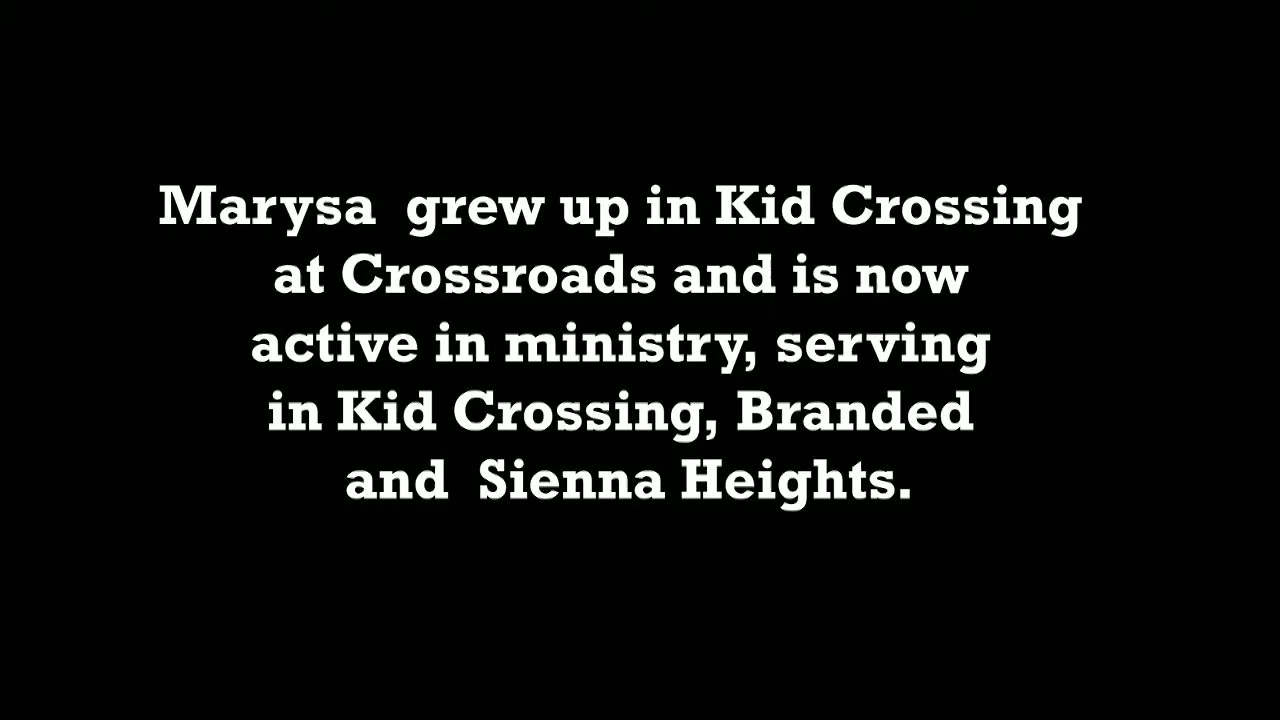 Marysa  grew up in Kid Crossing
at Crossroads and is now
active in ministry, serving
in Kid Crossing, Branded
and  Sienna Heights.